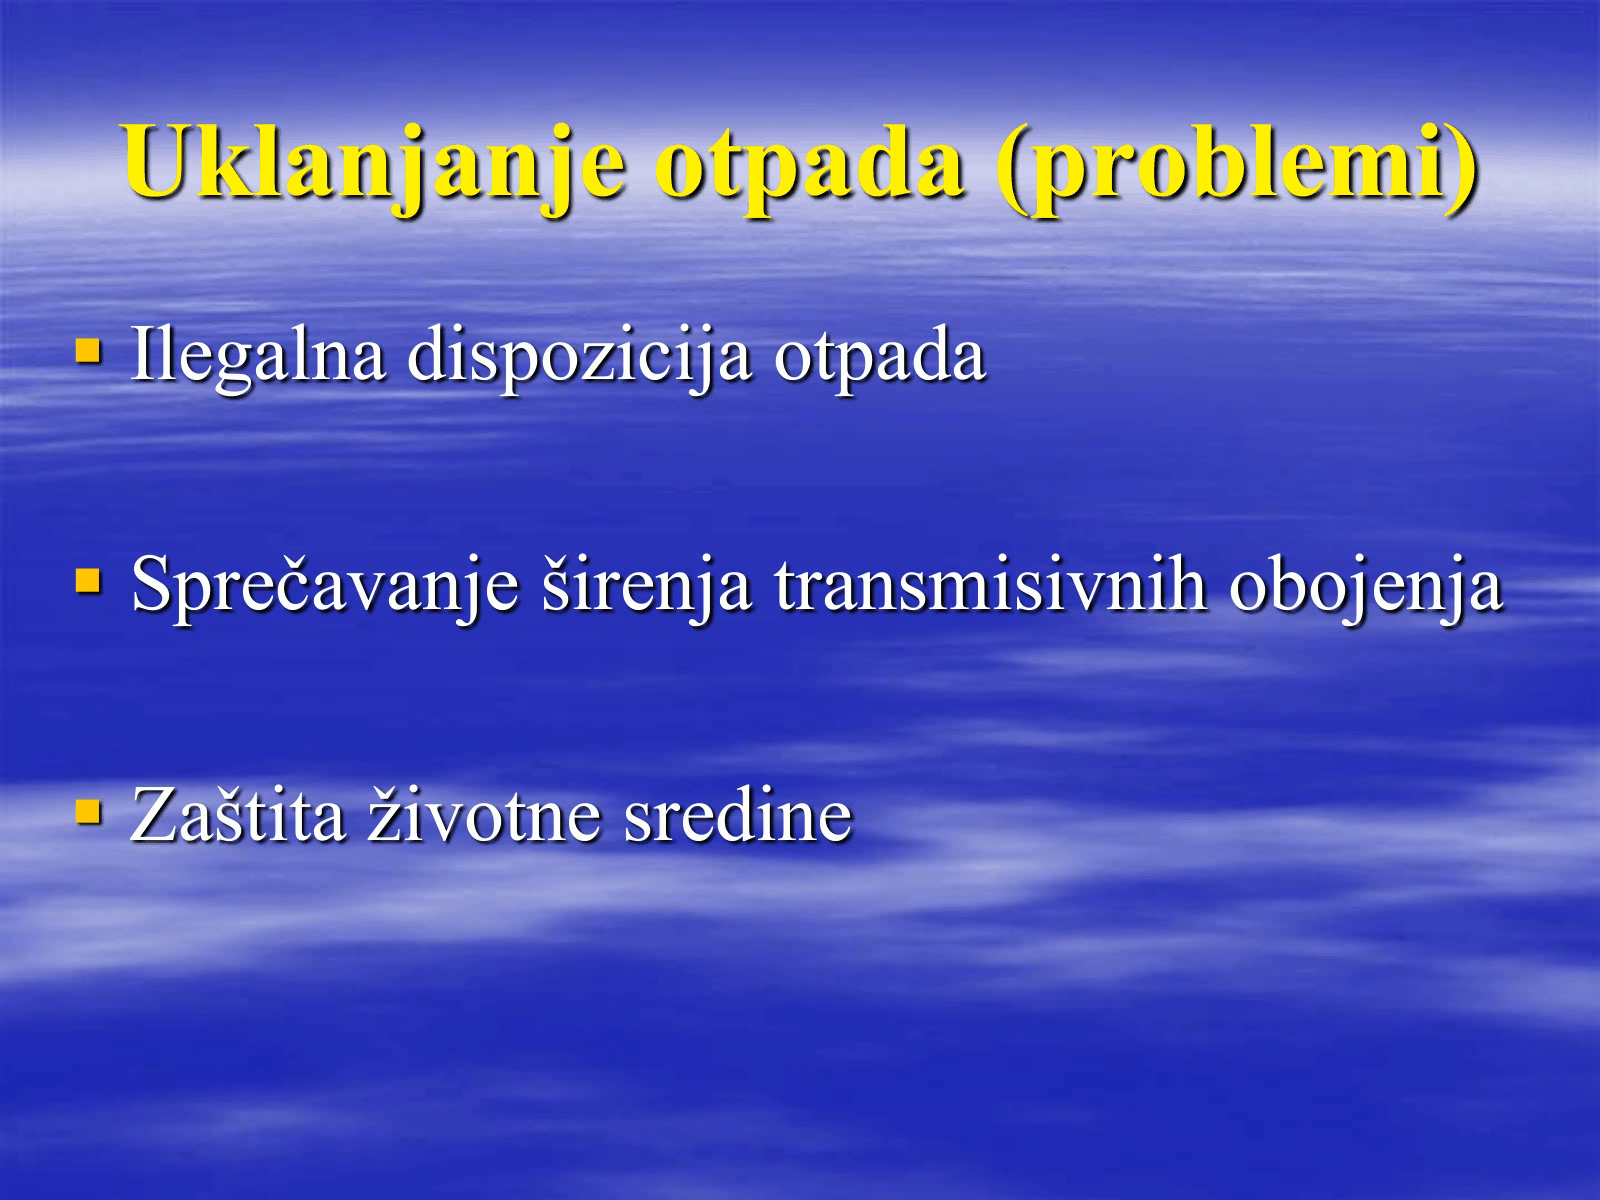 Uklanjanje otpada (problemi)
▪ Ilegalna dispozicija otpada
▪ Sprečavanje širenja transmisivnih obojenja
▪ Zaštita životne sredine